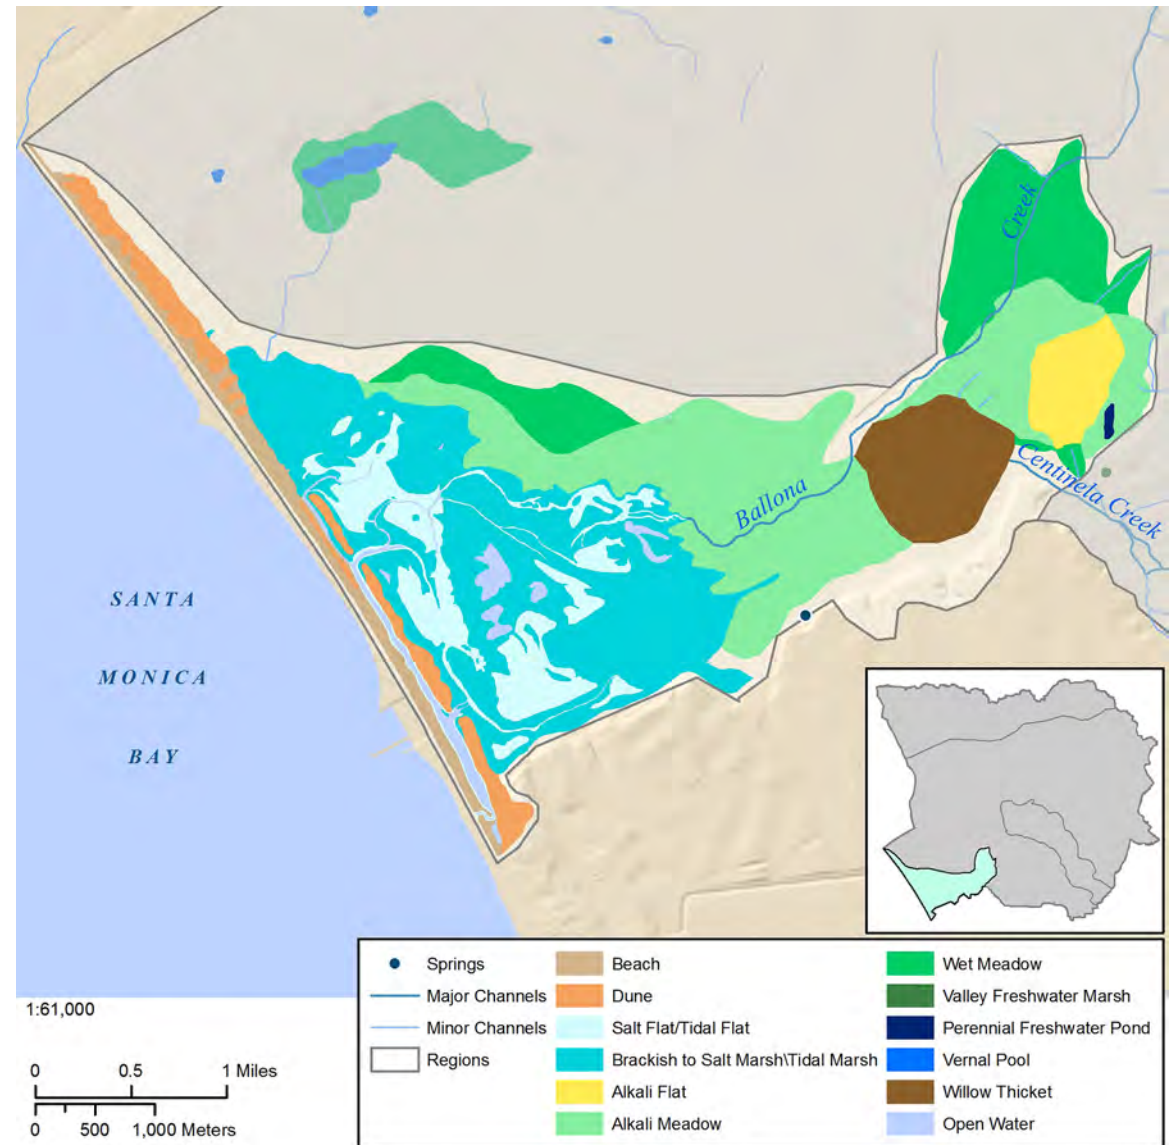 Creek
Centinela Creek
Ballona
SANTA
MONICA
BAY
1:61,000
0 0.5 1 Miles
0 500 1,000 Meters
Springs
Major Channels
Minor Channels
Regions
Beach
Dune
Salt Flat/Tidal Flat
Brackish to Salt Marsh\Tidal Marsh
Alkali Flat
Alkali Meadow
Wet Meadow
Valley Freshwater Marsh
Perennial Freshwater Pond
Vernal Pool
Willow Thicket
Open Water